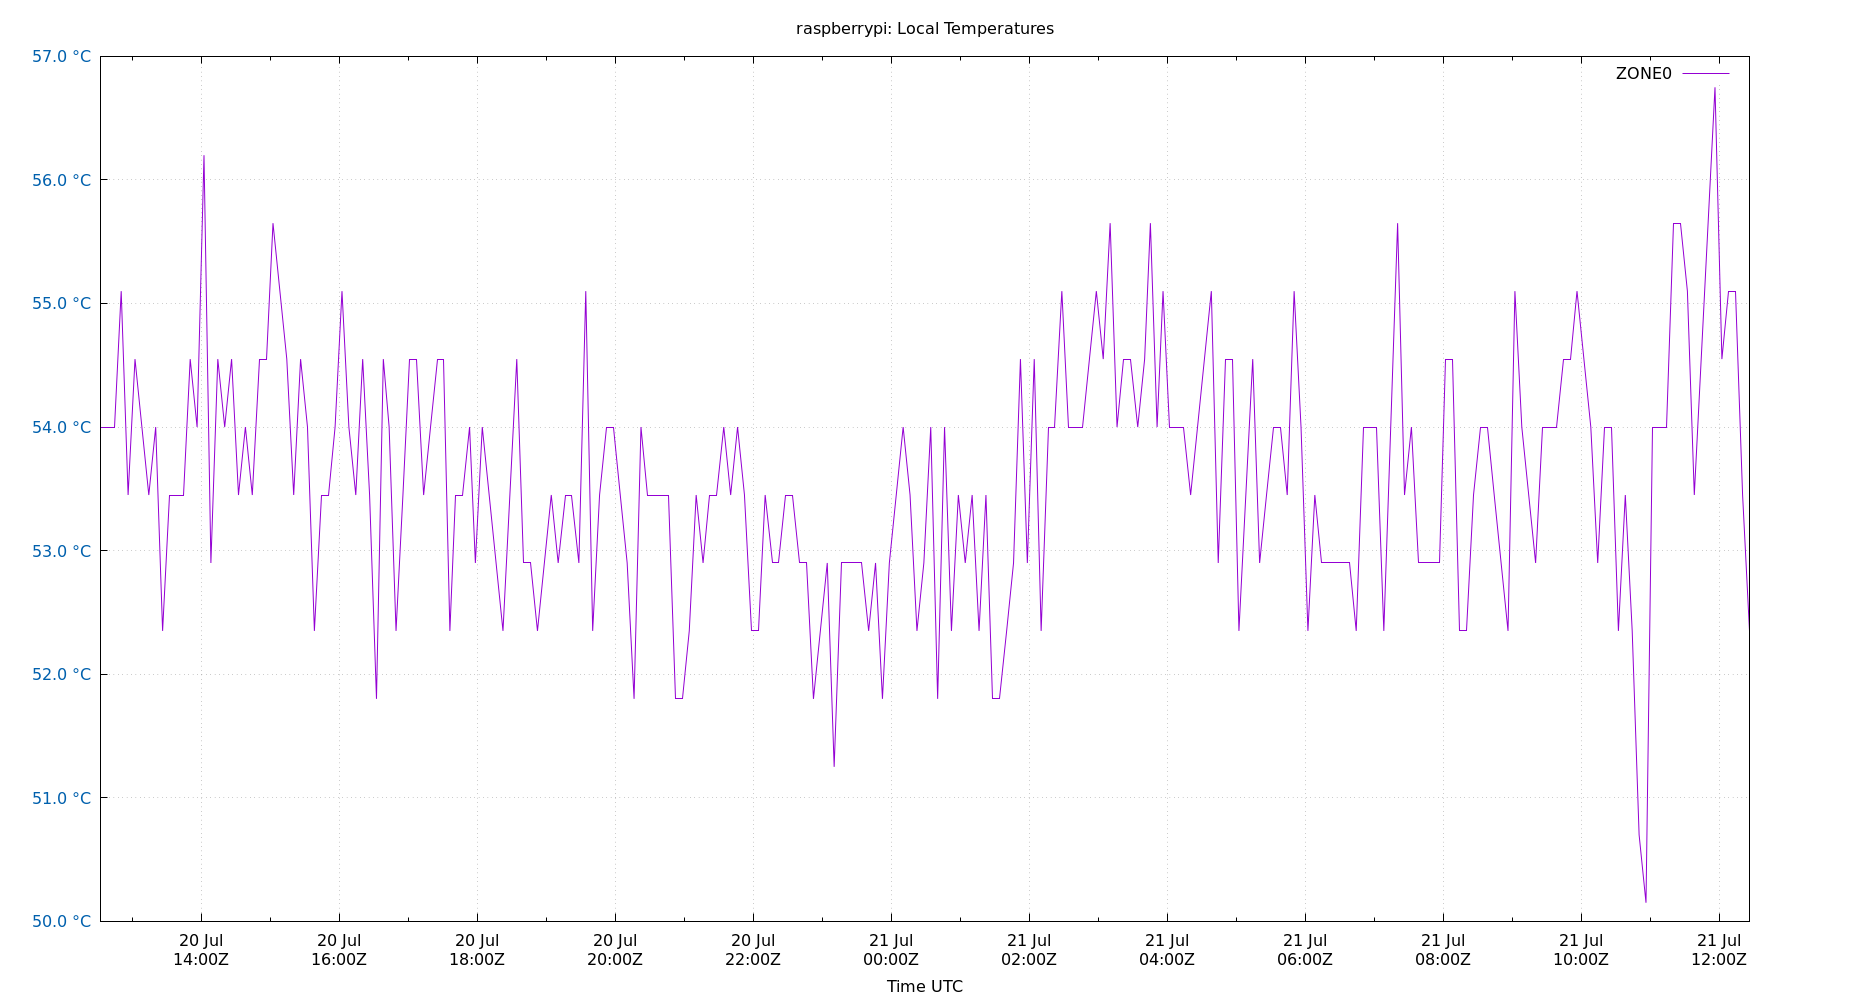 raspberrypi: Local Temperatures
57.0 °C
ZONE0
56.0 °C
55.0 °C
54.0 °C
53.0 °C
52.0 °C
51.0 °C
50.0 °C
20 Jul 20 Jul 20 Jul 20 Jul 20 Jul 21 Jul 21 Jul 21 Jul 21 Jul 21 Jul 21 Jul 21 Jul
14:00Z 16:00Z 18:00Z 20:00Z 22:00Z 00:00Z 02:00Z 04:00Z 06:00Z 08:00Z 10:00Z 12:00Z
Time UTC